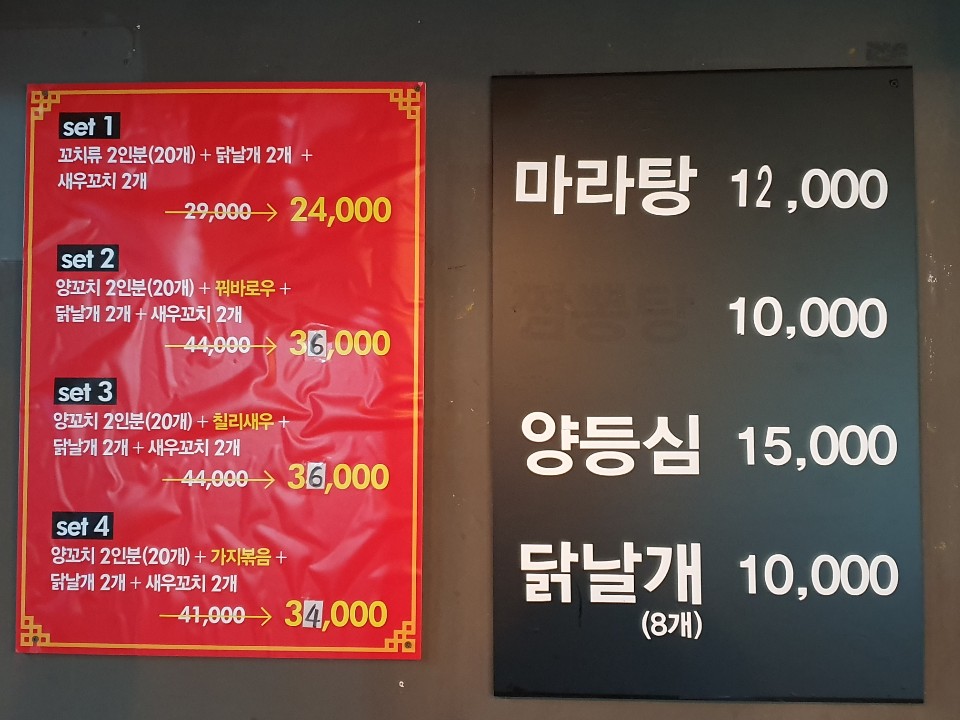 set 1
꼬치류 2인분(20개) + 닭날개 2개 +
새우꼬치 2개
29,000 → 24,000
set 2
양꼬치 2인분(20개) + 꿔바로우 +
닭날개 2개 + 새우꼬치 2개
44,000 → 36,000
set 3
양꼬치 2인분(20개) + 칠리새우 +
닭날개 2개 + 새우꼬치 2개
44,000 → 36,000
set 4
양꼬치 2인분(20개) + 가지볶음 +
닭날개 2개 + 새우꼬치 2개
41,000 → 34,000
마라탕 12,000
10,000
양등심 15,000
닭날개 10,000
(8개)